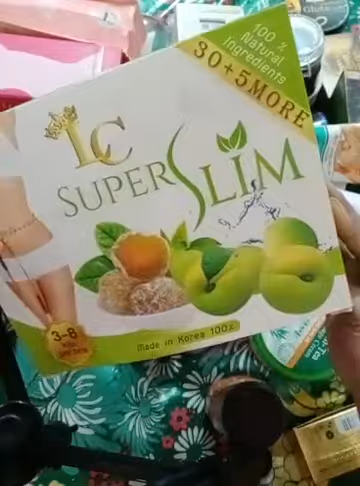 100 %
Natural
Ingredients
30+5MORE
LC
SUPER SLiM
3-8
Made in Korea 100%